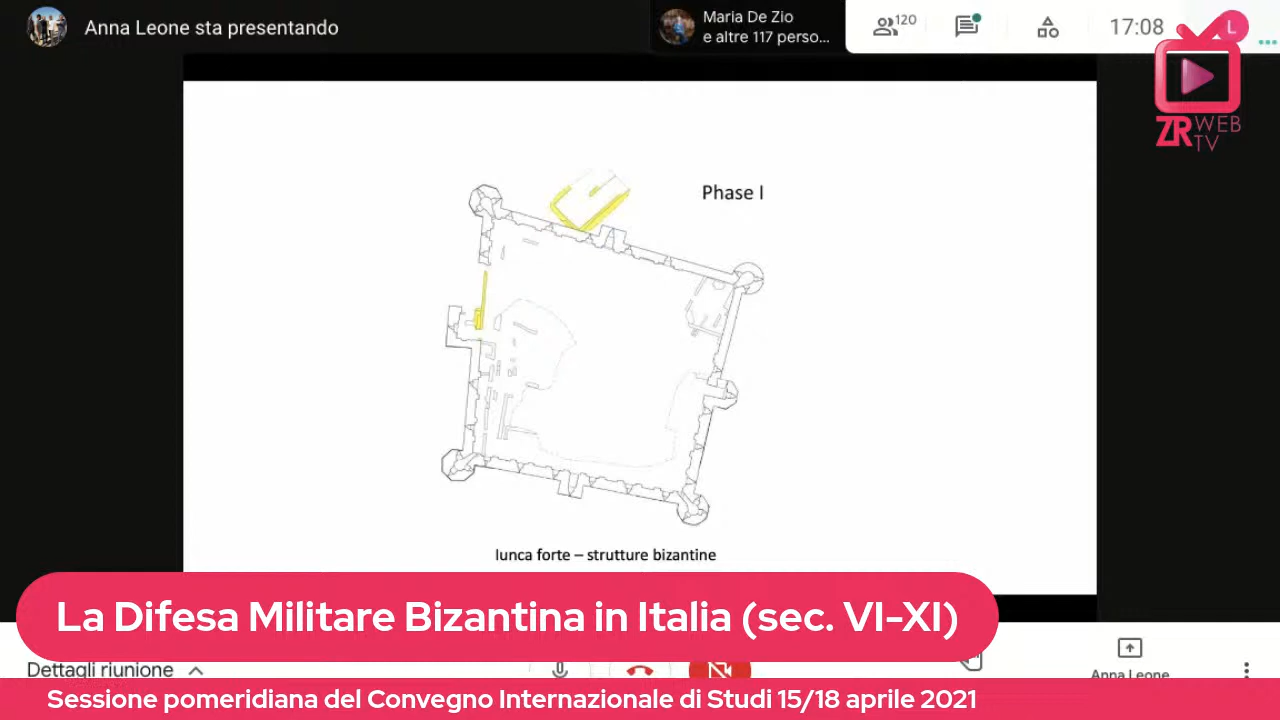 Anna Leone sta presentando
Maria De Zio
e altre 117 perso...
120
17:08
L
ZR WEB TV
Phase I
Iunca forte – strutture bizantine
La Difesa Militare Bizantina in Italia (sec. VI-XI)
Dettagli riunione
Anna Leone
Sessione pomeridiana del Convegno Internazionale di Studi 15/18 aprile 2021